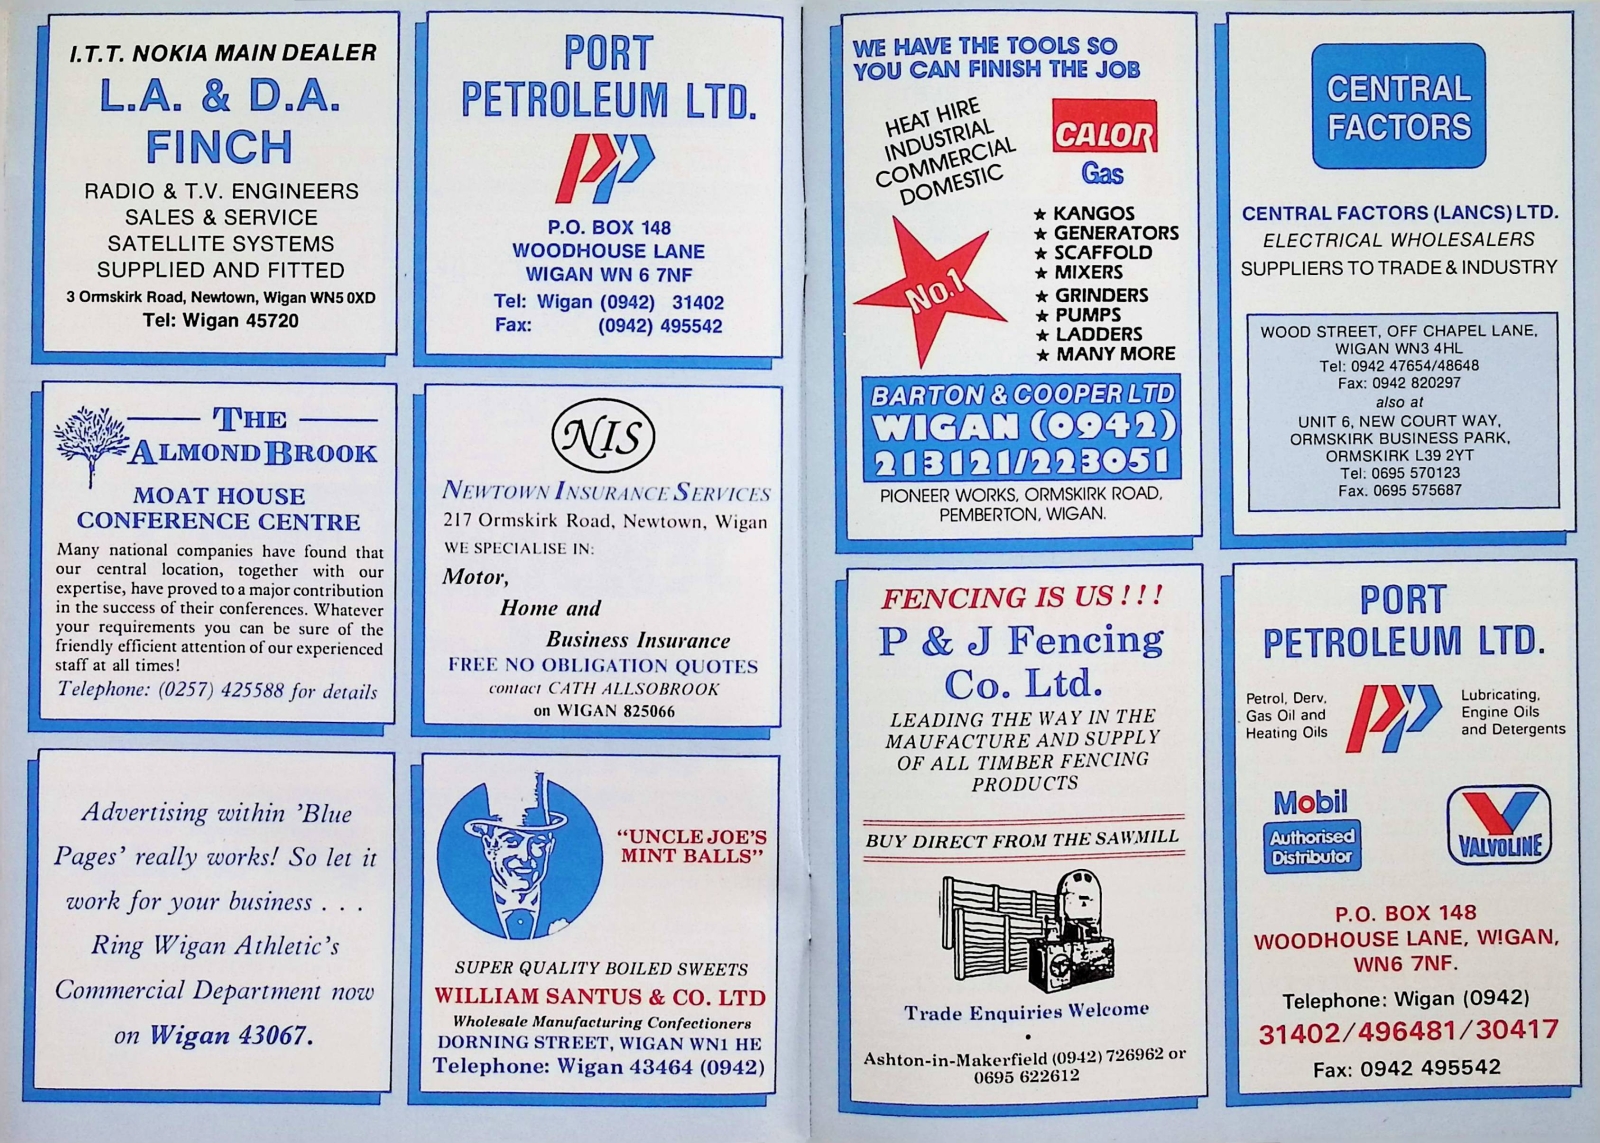 I.T.T. NOKIA MAIN DEALER
L.A. & D.A.
FINCH
RADIO & T.V. ENGINEERS
SALES & SERVICE
SATELLITE SYSTEMS
SUPPLIED AND FITTED
3 Ormskirk Road, Newtown, Wigan WN5 0XD
Tel: Wigan 45720
PORT
PETROLEUM LTD.
PP
P.O. BOX 148
WOODHOUSE LANE
WIGAN WN 6 7NF
Tel: Wigan (0942) 31402
Fax: (0942) 495542
THE
ALMOND BROOK
MOAT HOUSE
CONFERENCE CENTRE
Many national companies have found that
our central location, together with our
expertise, have proved to a major contribution
in the success of their conferences. Whatever
your requirements you can be sure of the
friendly efficient attention of our experienced
staff at all times!
Telephone: (0257) 425588 for details
NIS
NEWTOWN INSURANCE SERVICES
217 Ormskirk Road, Newtown, Wigan
WE SPECIALISE IN:
Motor,
Home and
Business Insurance
FREE NO OBLIGATION QUOTES
contact CATH ALLSOBROOK
on WIGAN 825066
Advertising within 'Blue
Pages' really works! So let it
work for your business . . .
Ring Wigan Athletic's
Commercial Department now
on Wigan 43067.
"UNCLE JOE'S
MINT BALLS"
SUPER QUALITY BOILED SWEETS
WILLIAM SANTUS & CO. LTD
Wholesale Manufacturing Confectioners
DORNING STREET, WIGAN WN1 HE
Telephone: Wigan 43464 (0942)
WE HAVE THE TOOLS SO
YOU CAN FINISH THE JOB
HEAT HIRE
INDUSTRIAL
COMMERCIAL
DOMESTIC
CALOR
Gas
No.1
★ KANGOS
★ GENERATORS
★ SCAFFOLD
★ MIXERS
★ GRINDERS
★ PUMPS
★ LADDERS
★ MANY MORE
BARTON & COOPER LTD
WIGAN (0942)
213121/223051
PIONEER WORKS, ORMSKIRK ROAD,
PEMBERTON, WIGAN.
CENTRAL
FACTORS
CENTRAL FACTORS (LANCS) LTD.
ELECTRICAL WHOLESALERS
SUPPLIERS TO TRADE & INDUSTRY
WOOD STREET, OFF CHAPEL LANE,
WIGAN WN3 4HL
Tel: 0942 47654/48648
Fax: 0942 820297
also at
UNIT 6, NEW COURT WAY,
ORMSKIRK BUSINESS PARK,
ORMSKIRK L39 2YT
Tel: 0695 570123
Fax. 0695 575687
FENCING IS US ! ! !
P & J Fencing
Co. Ltd.
LEADING THE WAY IN THE
MAUFACTURE AND SUPPLY
OF ALL TIMBER FENCING
PRODUCTS
BUY DIRECT FROM THE SAWMILL
Trade Enquiries Welcome
•
Ashton-in-Makerfield (0942) 726962 or
0695 622612
PORT
PETROLEUM LTD.
Petrol, Derv,
Gas Oil and
Heating Oils
PP
Lubricating,
Engine Oils
and Detergents
Mobil
Authorised
Distributor
VALVOLINE
P.O. BOX 148
WOODHOUSE LANE, WIGAN,
WN6 7NF.
Telephone: Wigan (0942)
31402/496481/30417
Fax: 0942 495542